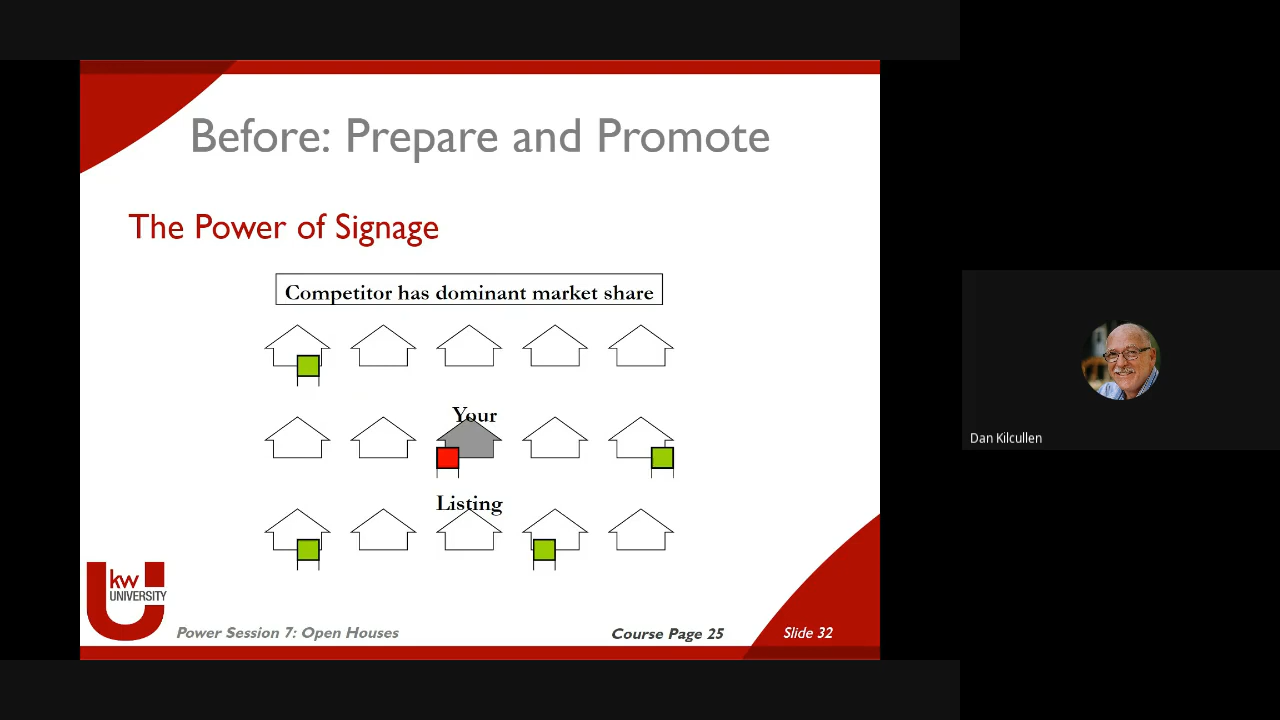 Before: Prepare and Promote
The Power of Signage
Competitor has dominant market share
Your
Listing
kw
UNIVERSITY
Power Session 7: Open Houses
Course Page 25
Slide 32
Dan Kilcullen